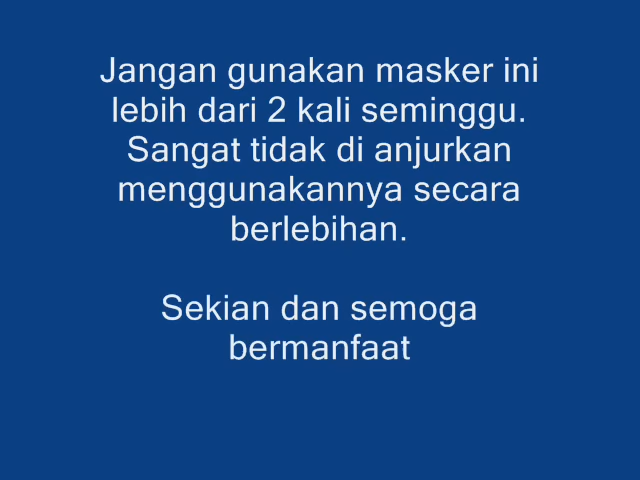 Jangan gunakan masker ini
lebih dari 2 kali seminggu.
Sangat tidak di anjurkan
menggunakannya secara
berlebihan.
Sekian dan semoga
bermanfaat